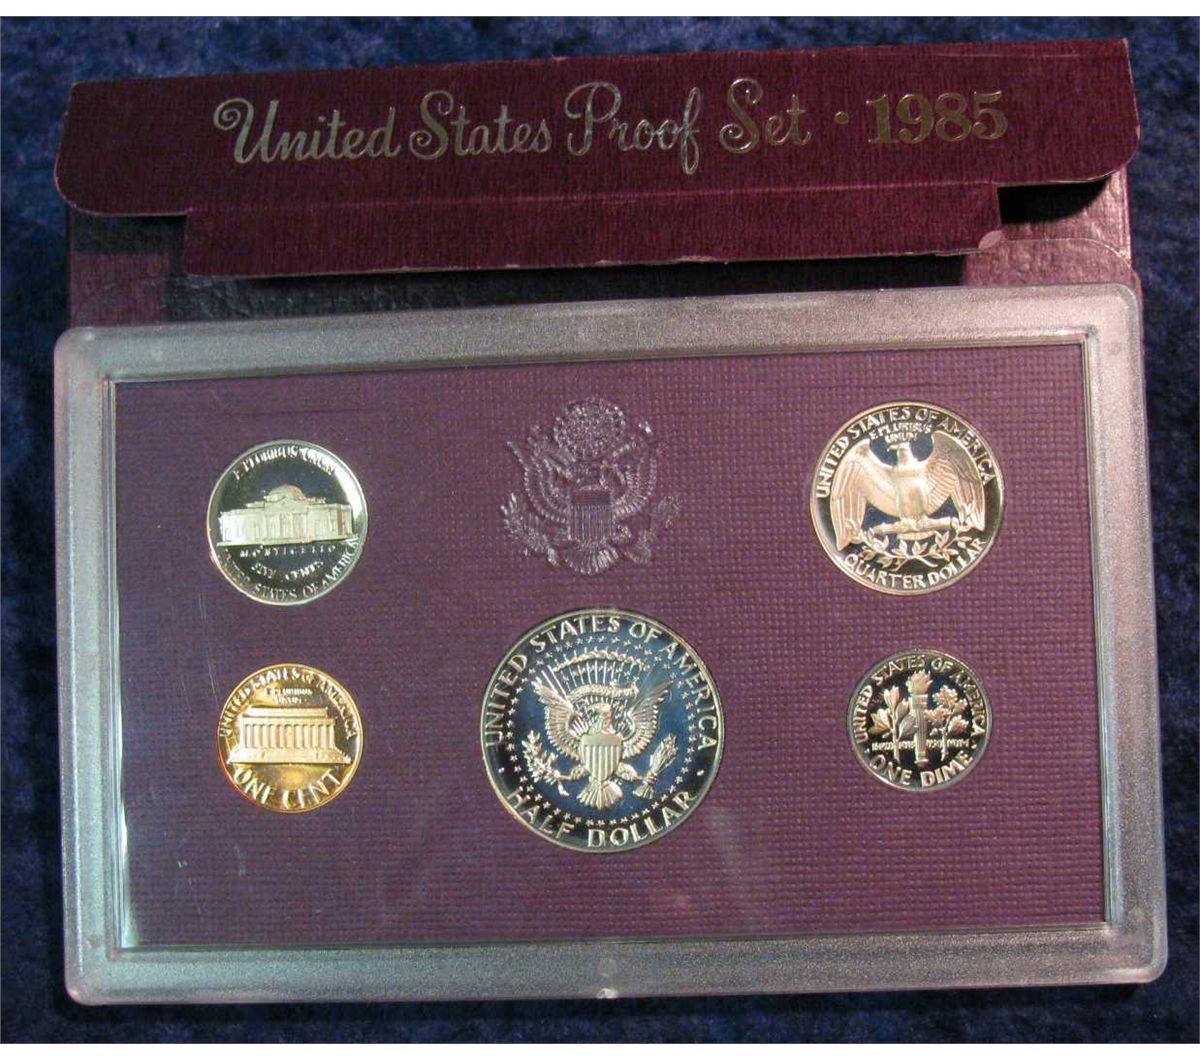 United States Proof Set · 1985
E PLURIBUS UNUM
MONTICELLO
FIVE CENTS
UNITED STATES OF AMERICA
UNITED STATES OF AMERICA
E PLURIBUS
UNUM
QUARTER DOLLAR
UNITED STATES OF AMERICA
E PLURIBUS
UNUM
ONE CENT
UNITED STATES OF AMERICA
HALF DOLLAR
UNITED STATES OF AMERICA
ONE DIME